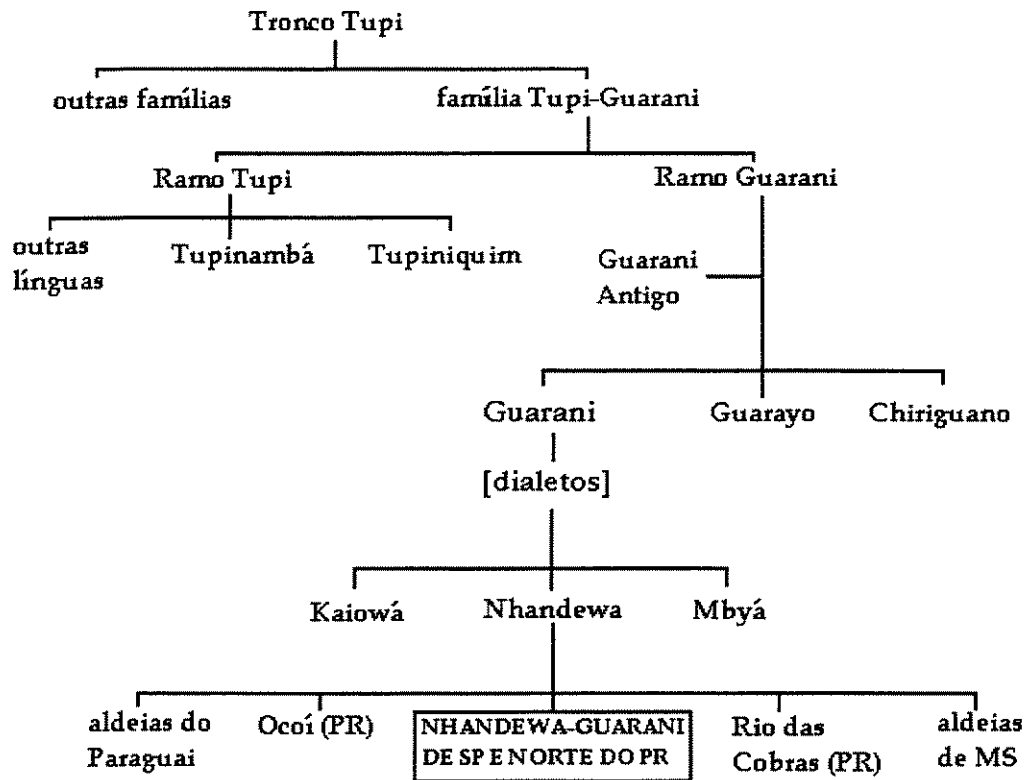 Tronco Tupi
outras famílias
família Tupi-Guarani
Ramo Tupi
Ramo Guarani
outras
línguas
Tupinambá
Tupiniquim
Guarani
Antigo
Guarani
Guarayo
Chiriguano
[dialetos]
Kaiowá
Nhandewa
Mbyá
aldeias do
Paraguai
Ocoí (PR)
NHANDEWA-GUARANI
DE SP E NORTE DO PR
Rio das
Cobras (PR)
aldeias
de MS